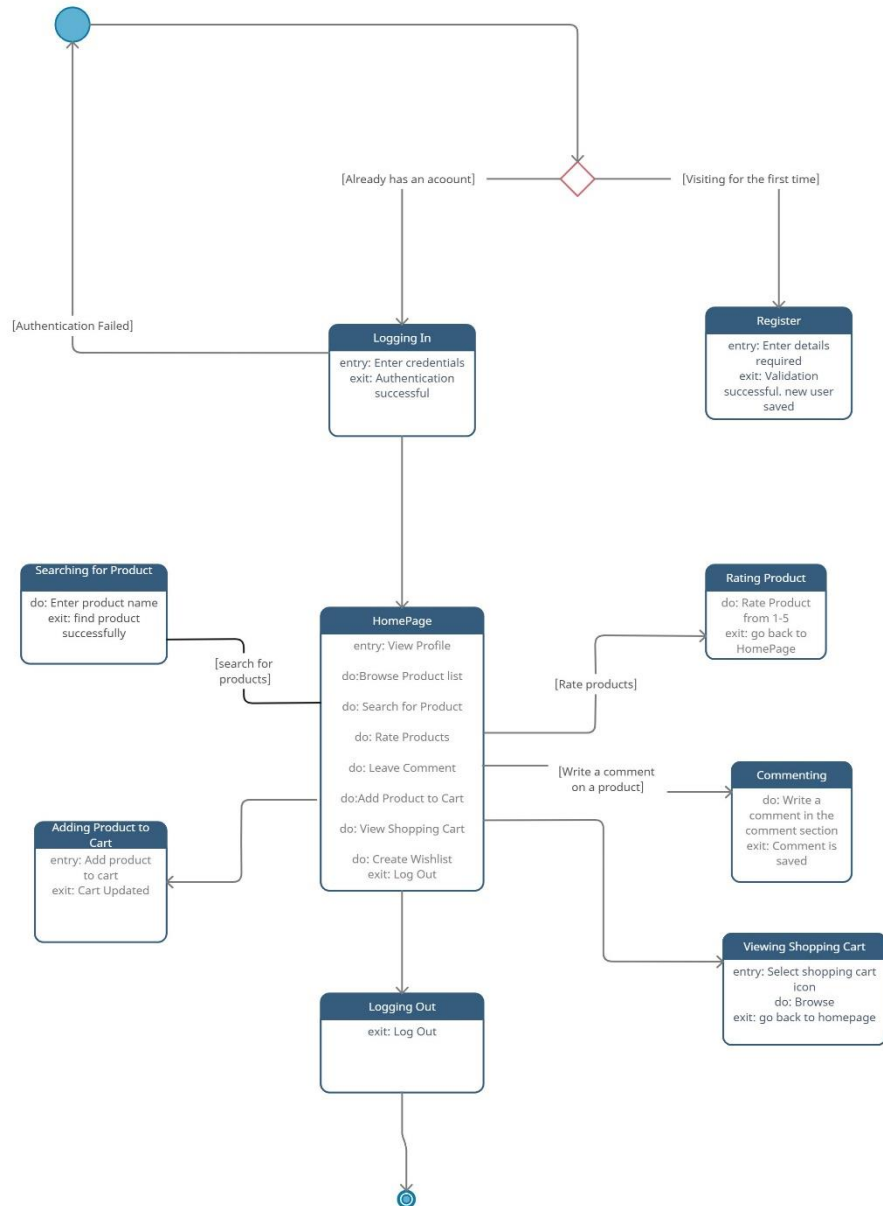 [Already has an acoount]
[Visiting for the first time]
[Authentication Failed]
Logging In
entry: Enter credentials
exit: Authentication
successful
Register
entry: Enter details
required
exit: Validation
successful. new user
saved
Searching for Product
do: Enter product name
exit: find product
successfully
[search for
products]
HomePage
entry: View Profile
do:Browse Product list
do: Search for Product
do: Rate Products
do: Leave Comment
do:Add Product to Cart
do: View Shopping Cart
do: Create Wishlist
exit: Log Out
[Rate products]
Rating Product
do: Rate Product
from 1-5
exit: go back to
HomePage
[Write a comment
on a product]
Commenting
do: Write a
comment in the
comment section
exit: Comment is
saved
Adding Product to
Cart
entry: Add product
to cart
exit: Cart Updated
Viewing Shopping Cart
entry: Select shopping cart
icon
do: Browse
exit: go back to homepage
Logging Out
exit: Log Out